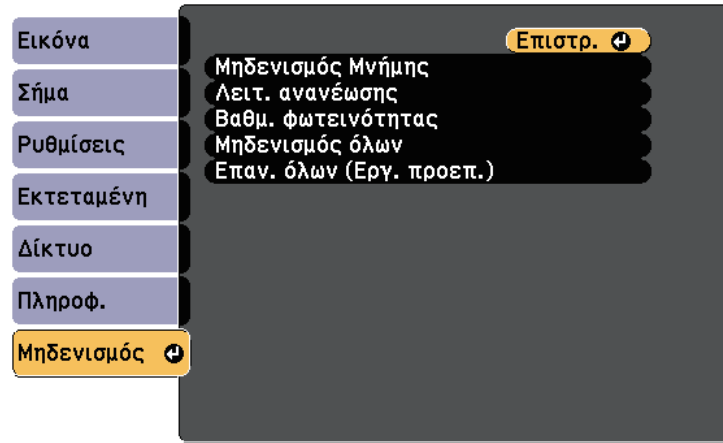 Εικόνα
Σήμα
Ρυθμίσεις
Εκτεταμένη
Δίκτυο
Πληροφ.
Μηδενισμός
Επιστρ.
Μηδενισμός Μνήμης
Λειτ. ανανέωσης
Βαθμ. φωτεινότητας
Μηδενισμός όλων
Επαν. όλων (Εργ. προεπ.)